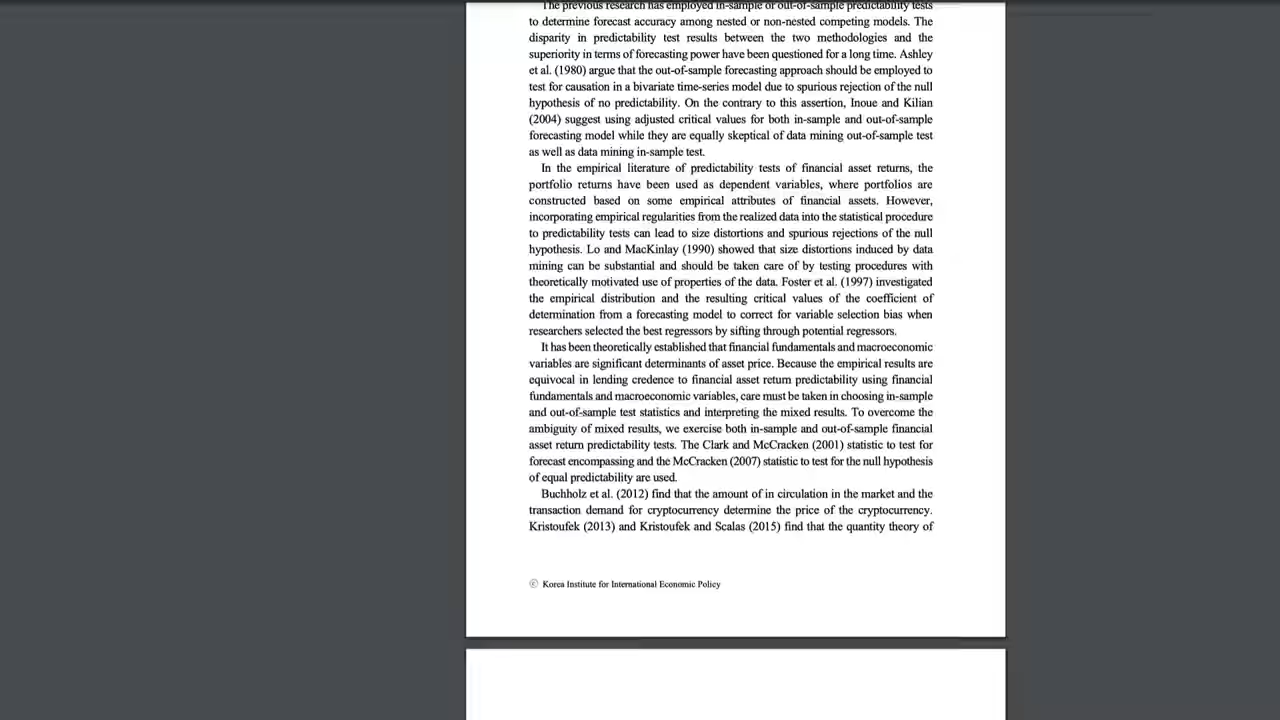 The previous research has employed in-sample or out-of-sample predictability tests
to determine forecast accuracy among nested or non-nested competing models. The
disparity in predictability test results between the two methodologies and the
superiority in terms of forecasting power have been questioned for a long time. Ashley
et al. (1980) argue that the out-of-sample forecasting approach should be employed to
test for causation in a bivariate time-series model due to spurious rejection of the null
hypothesis of no predictability. On the contrary to this assertion, Inoue and Kilian
(2004) suggest using adjusted critical values for both in-sample and out-of-sample
forecasting model while they are equally skeptical of data mining out-of-sample test
as well as data mining in-sample test.
In the empirical literature of predictability tests of financial asset returns, the
portfolio returns have been used as dependent variables, where portfolios are
constructed based on some empirical attributes of financial assets. However,
incorporating empirical regularities from the realized data into the statistical procedure
to predictability tests can lead to size distortions and spurious rejections of the null
hypothesis. Lo and MacKinlay (1990) showed that size distortions induced by data
mining can be substantial and should be taken care of by testing procedures with
theoretically motivated use of properties of the data. Foster et al. (1997) investigated
the empirical distribution and the resulting critical values of the coefficient of
determination from a forecasting model to correct for variable selection bias when
researchers selected the best regressors by sifting through potential regressors.
It has been theoretically established that financial fundamentals and macroeconomic
variables are significant determinants of asset price. Because the empirical results are
equivocal in lending credence to financial asset return predictability using financial
fundamentals and macroeconomic variables, care must be taken in choosing in-sample
and out-of-sample test statistics and interpreting the mixed results. To overcome the
ambiguity of mixed results, we exercise both in-sample and out-of-sample financial
asset return predictability tests. The Clark and McCracken (2001) statistic to test for
forecast encompassing and the McCracken (2007) statistic to test for the null hypothesis
of equal predictability are used.
Buchholz et al. (2012) find that the amount of in circulation in the market and the
transaction demand for cryptocurrency determine the price of the cryptocurrency.
Kristoufek (2013) and Kristoufek and Scalas (2015) find that the quantity theory of
© Korea Institute for International Economic Policy